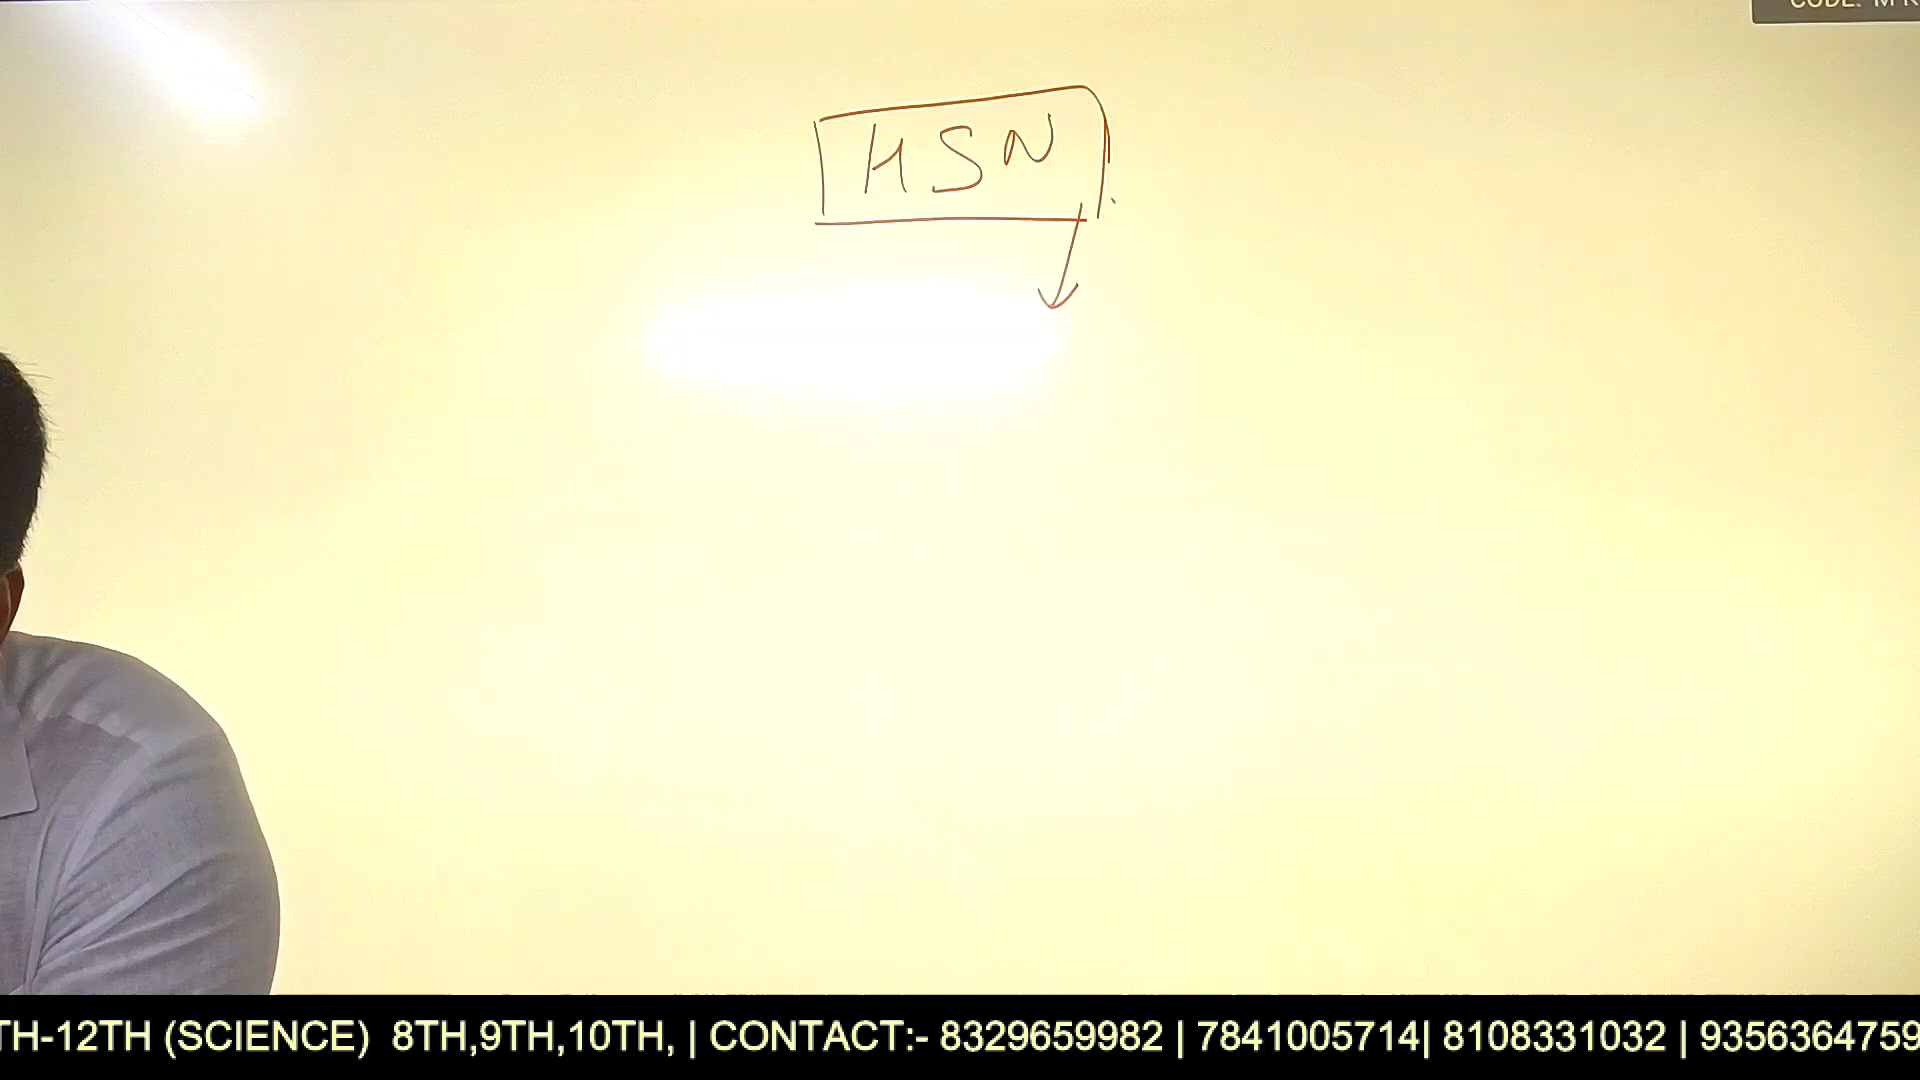 CODE: M
HSN
TH-12TH (SCIENCE) 8TH,9TH,10TH, | CONTACT:- 8329659982 | 7841005714| 8108331032 | 9356364759